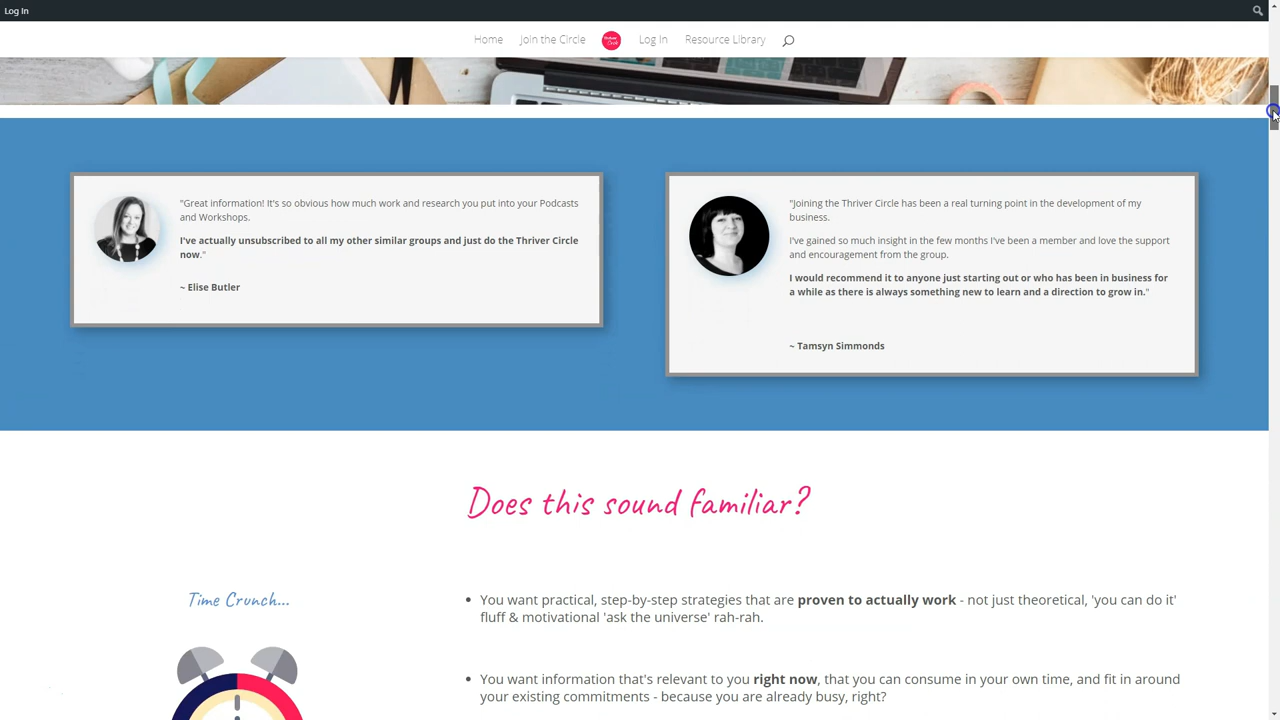 Log In
Home Join the Circle Log In Resource Library
"Great information! It's so obvious how much work and research you put into your Podcasts
and Workshops.
I've actually unsubscribed to all my other similar groups and just do the Thriver Circle
now."
~ Elise Butler
"Joining the Thriver Circle has been a real turning point in the development of my
business.
I've gained so much insight in the few months I've been a member and love the support
and encouragement from the group.
I would recommend it to anyone just starting out or who has been in business for
a while as there is always something new to learn and a direction to grow in."
~ Tamsyn Simmonds
Does this sound familiar?
Time Crunch...
• You want practical, step-by-step strategies that are proven to actually work - not just theoretical, 'you can do it'
fluff & motivational 'ask the universe' rah-rah.
• You want information that's relevant to you right now, that you can consume in your own time, and fit in around
your existing commitments - because you are already busy, right?